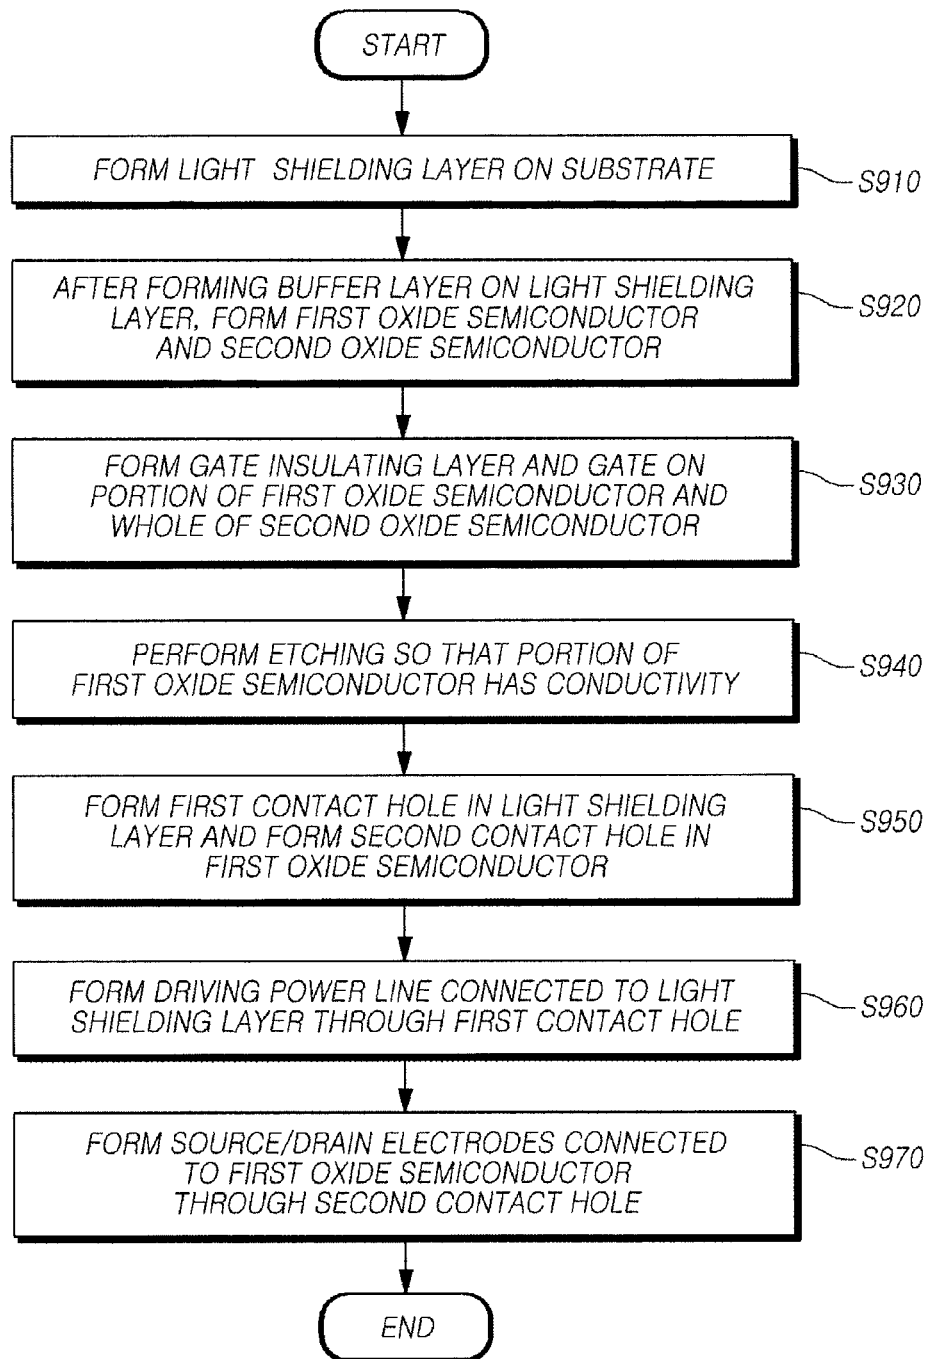 START
FORM LIGHT SHIELDING LAYER ON SUBSTRATE
S910
AFTER FORMING BUFFER LAYER ON LIGHT SHIELDING
LAYER, FORM FIRST OXIDE SEMICONDUCTOR
AND SECOND OXIDE SEMICONDUCTOR
S920
FORM GATE INSULATING LAYER AND GATE ON
PORTION OF FIRST OXIDE SEMICONDUCTOR AND
WHOLE OF SECOND OXIDE SEMICONDUCTOR
S930
PERFORM ETCHING SO THAT PORTION OF
FIRST OXIDE SEMICONDUCTOR HAS CONDUCTIVITY
S940
FORM FIRST CONTACT HOLE IN LIGHT SHIELDING
LAYER AND FORM SECOND CONTACT HOLE IN
FIRST OXIDE SEMICONDUCTOR
S950
FORM DRIVING POWER LINE CONNECTED TO LIGHT
SHIELDING LAYER THROUGH FIRST CONTACT HOLE
S960
FORM SOURCE/DRAIN ELECTRODES CONNECTED
TO FIRST OXIDE SEMICONDUCTOR
THROUGH SECOND CONTACT HOLE
S970
END